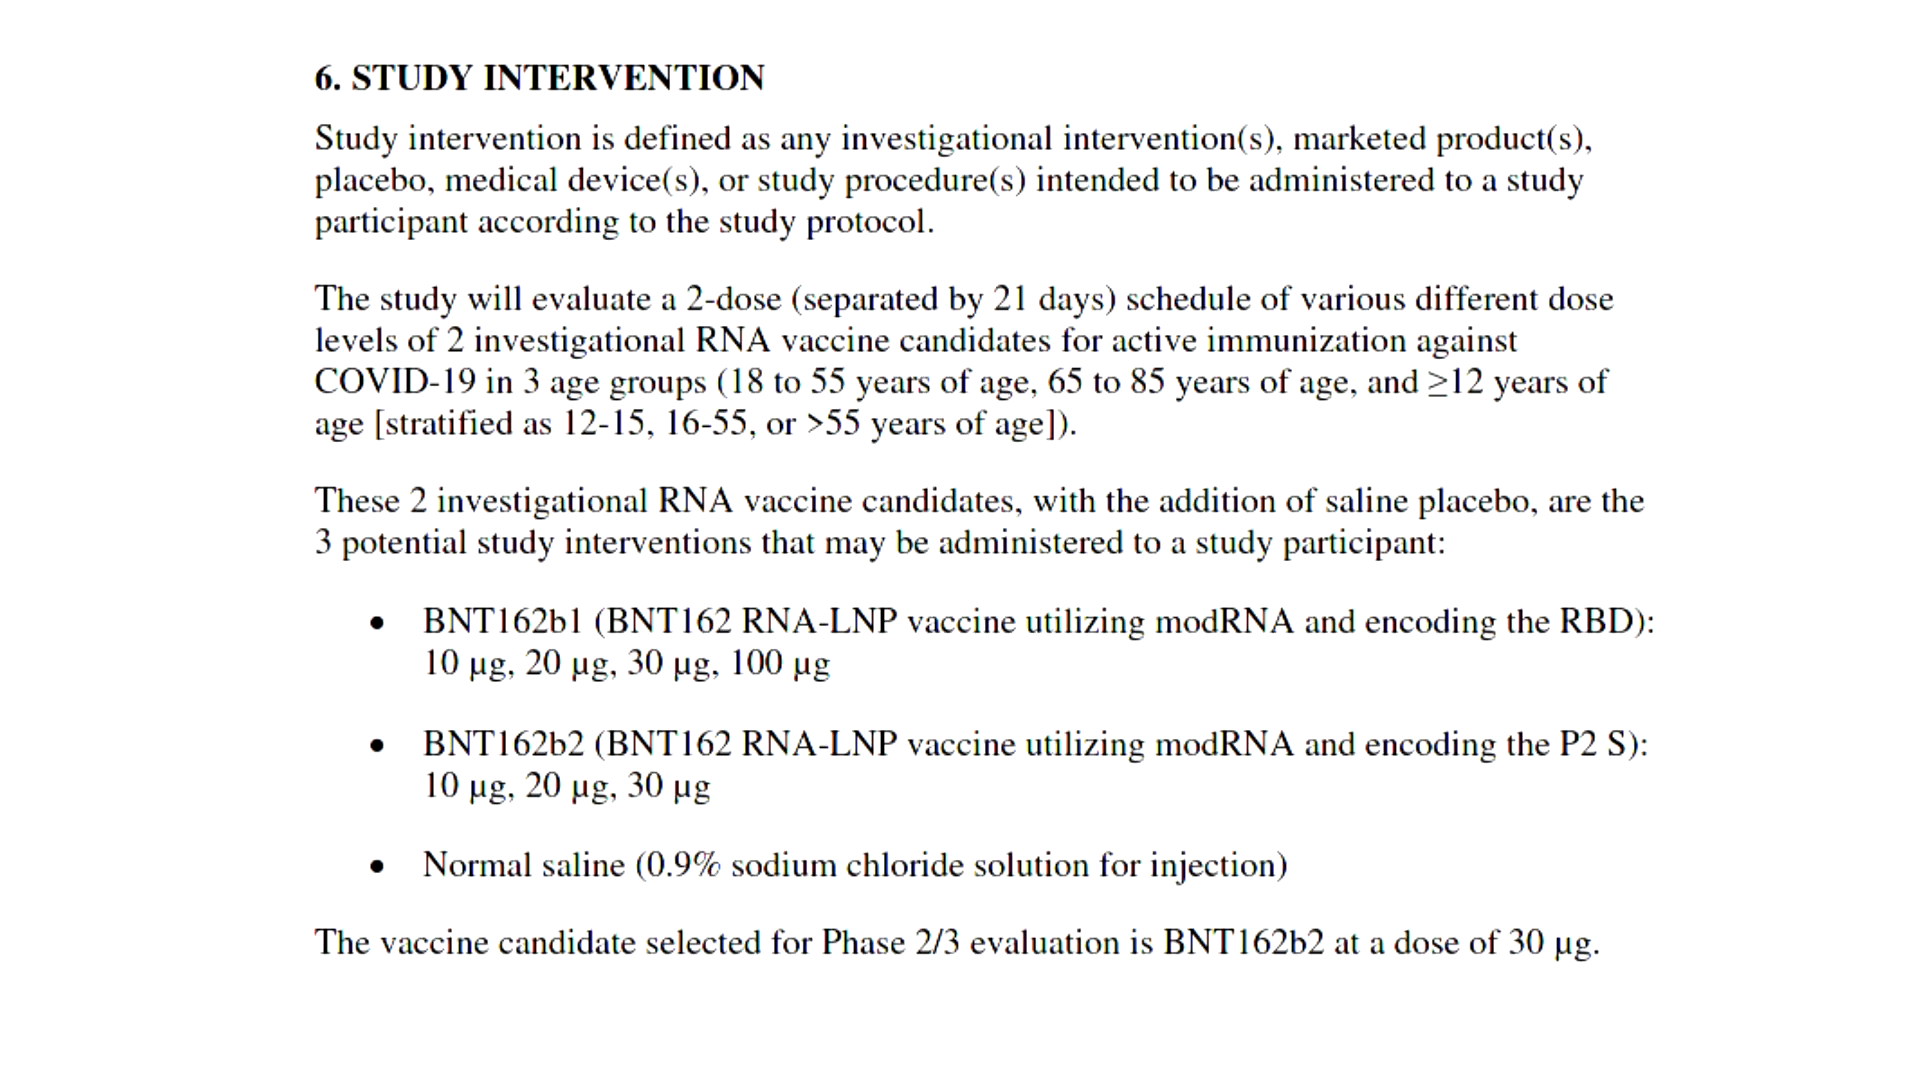 6. STUDY INTERVENTION
Study intervention is defined as any investigational intervention(s), marketed product(s),
placebo, medical device(s), or study procedure(s) intended to be administered to a study
participant according to the study protocol.
The study will evaluate a 2-dose (separated by 21 days) schedule of various different dose
levels of 2 investigational RNA vaccine candidates for active immunization against
COVID-19 in 3 age groups (18 to 55 years of age, 65 to 85 years of age, and ≥12 years of
age [stratified as 12-15, 16-55, or >55 years of age]).
These 2 investigational RNA vaccine candidates, with the addition of saline placebo, are the
3 potential study interventions that may be administered to a study participant:
• BNT162b1 (BNT162 RNA-LNP vaccine utilizing modRNA and encoding the RBD):
10 µg, 20 µg, 30 µg, 100 µg
• BNT162b2 (BNT162 RNA-LNP vaccine utilizing modRNA and encoding the P2 S):
10 µg, 20 µg, 30 µg
• Normal saline (0.9% sodium chloride solution for injection)
The vaccine candidate selected for Phase 2/3 evaluation is BNT162b2 at a dose of 30 µg.